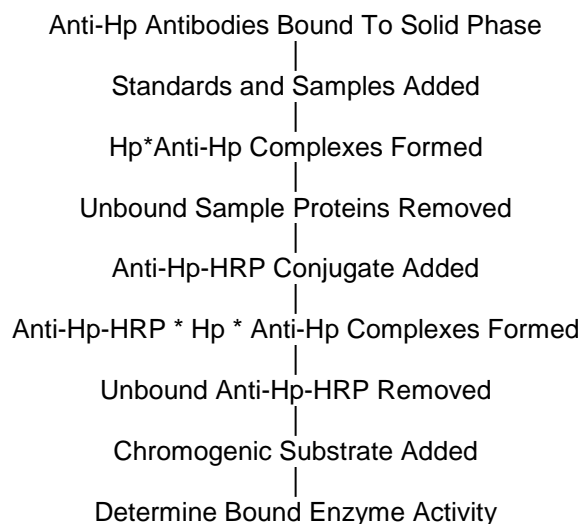 Anti-Hp Antibodies Bound To Solid Phase
Standards and Samples Added
Hp*Anti-Hp Complexes Formed
Unbound Sample Proteins Removed
Anti-Hp-HRP Conjugate Added
Anti-Hp-HRP * Hp * Anti-Hp Complexes Formed
Unbound Anti-Hp-HRP Removed
Chromogenic Substrate Added
Determine Bound Enzyme Activity